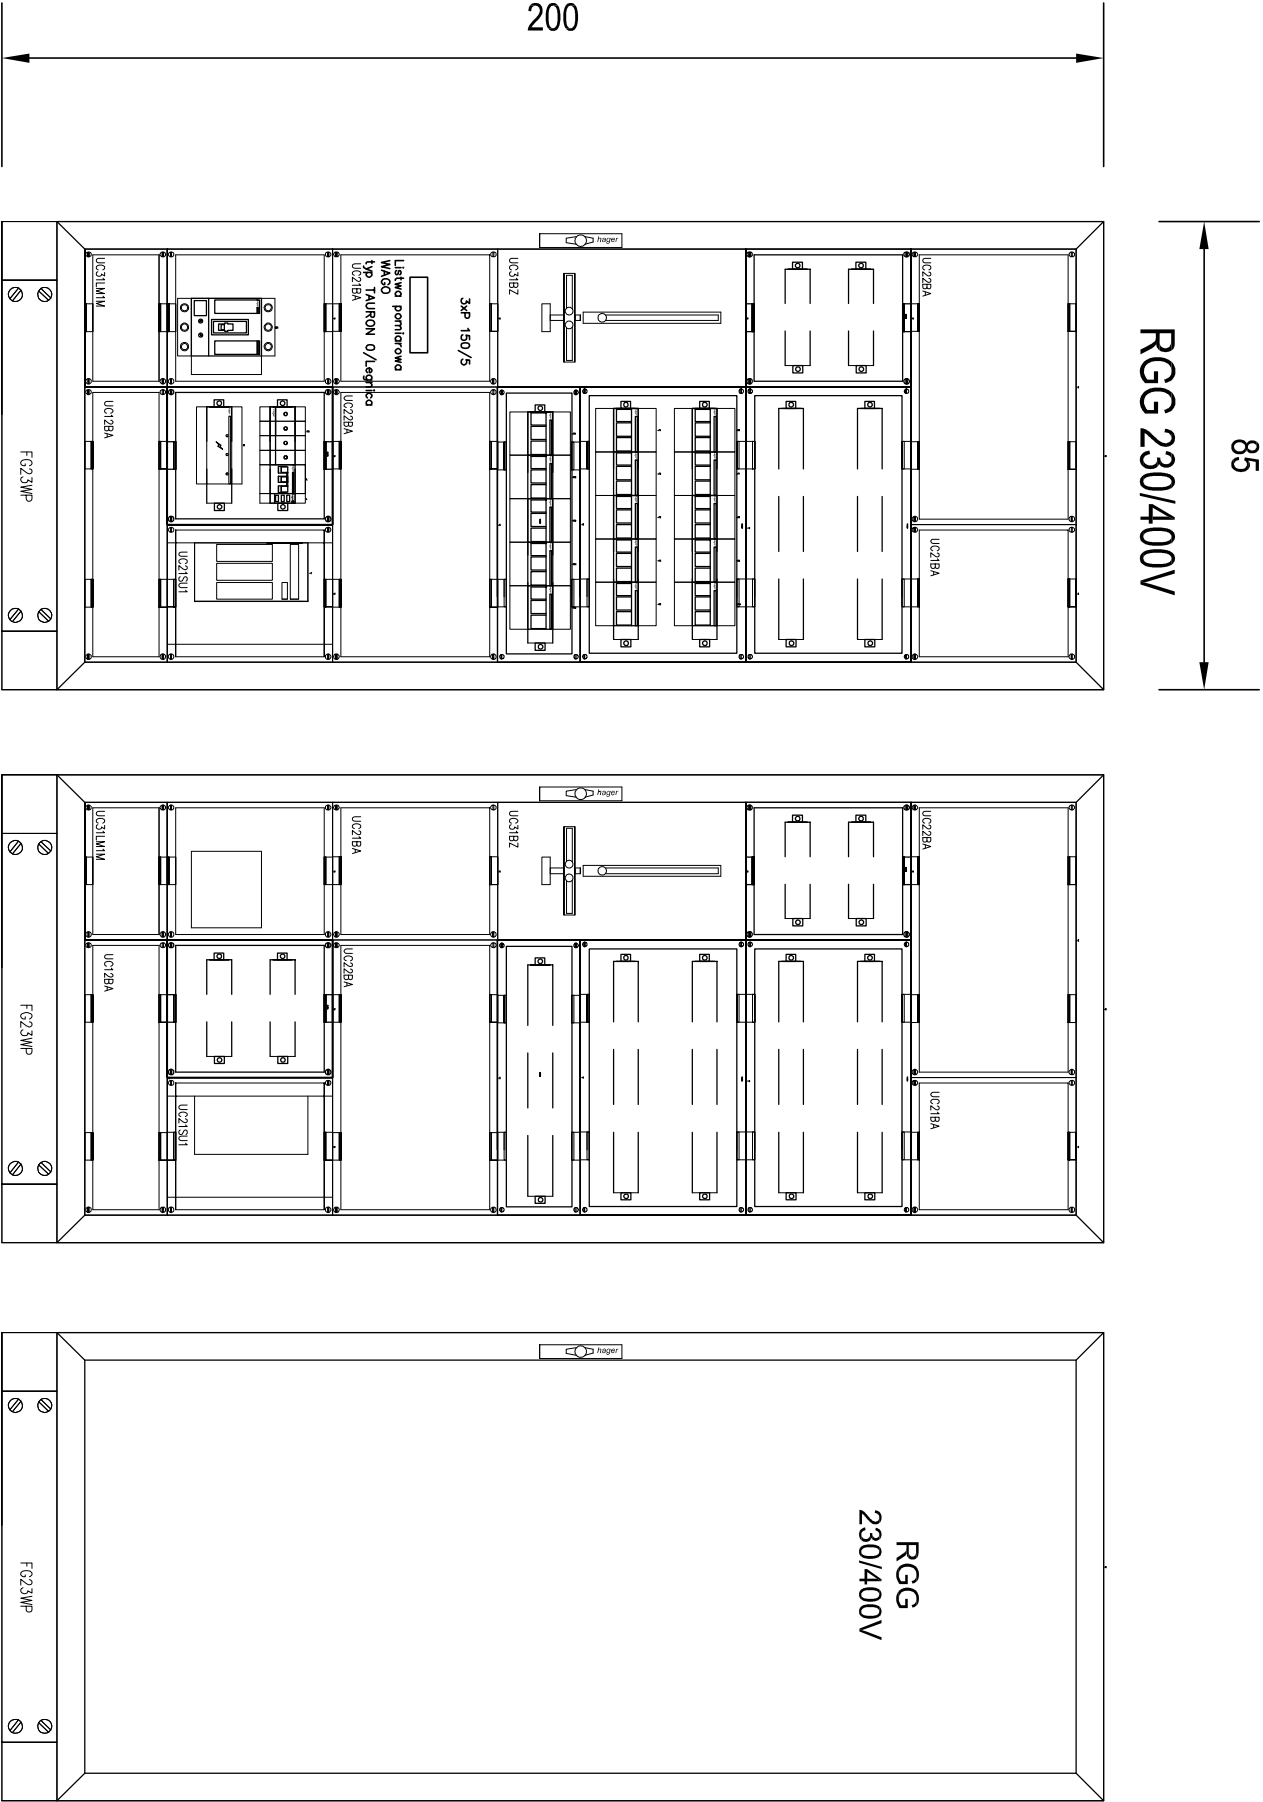 200
85
RGG 230/400V
hager
UC22BA
UC21BA
UC31BZ
3xP 150/5
Listwa pomiarowa
WAGO
typ TAURON O/Legnica
UC21BA
UC22BA
UC21SU1
UC31LM1M
UC12BA
FG23WP
hager
UC22BA
UC21BA
UC31BZ
UC21BA
UC22BA
UC21SU1
UC31LM1M
UC12BA
FG23WP
hager
RGG
230/400V
FG23WP